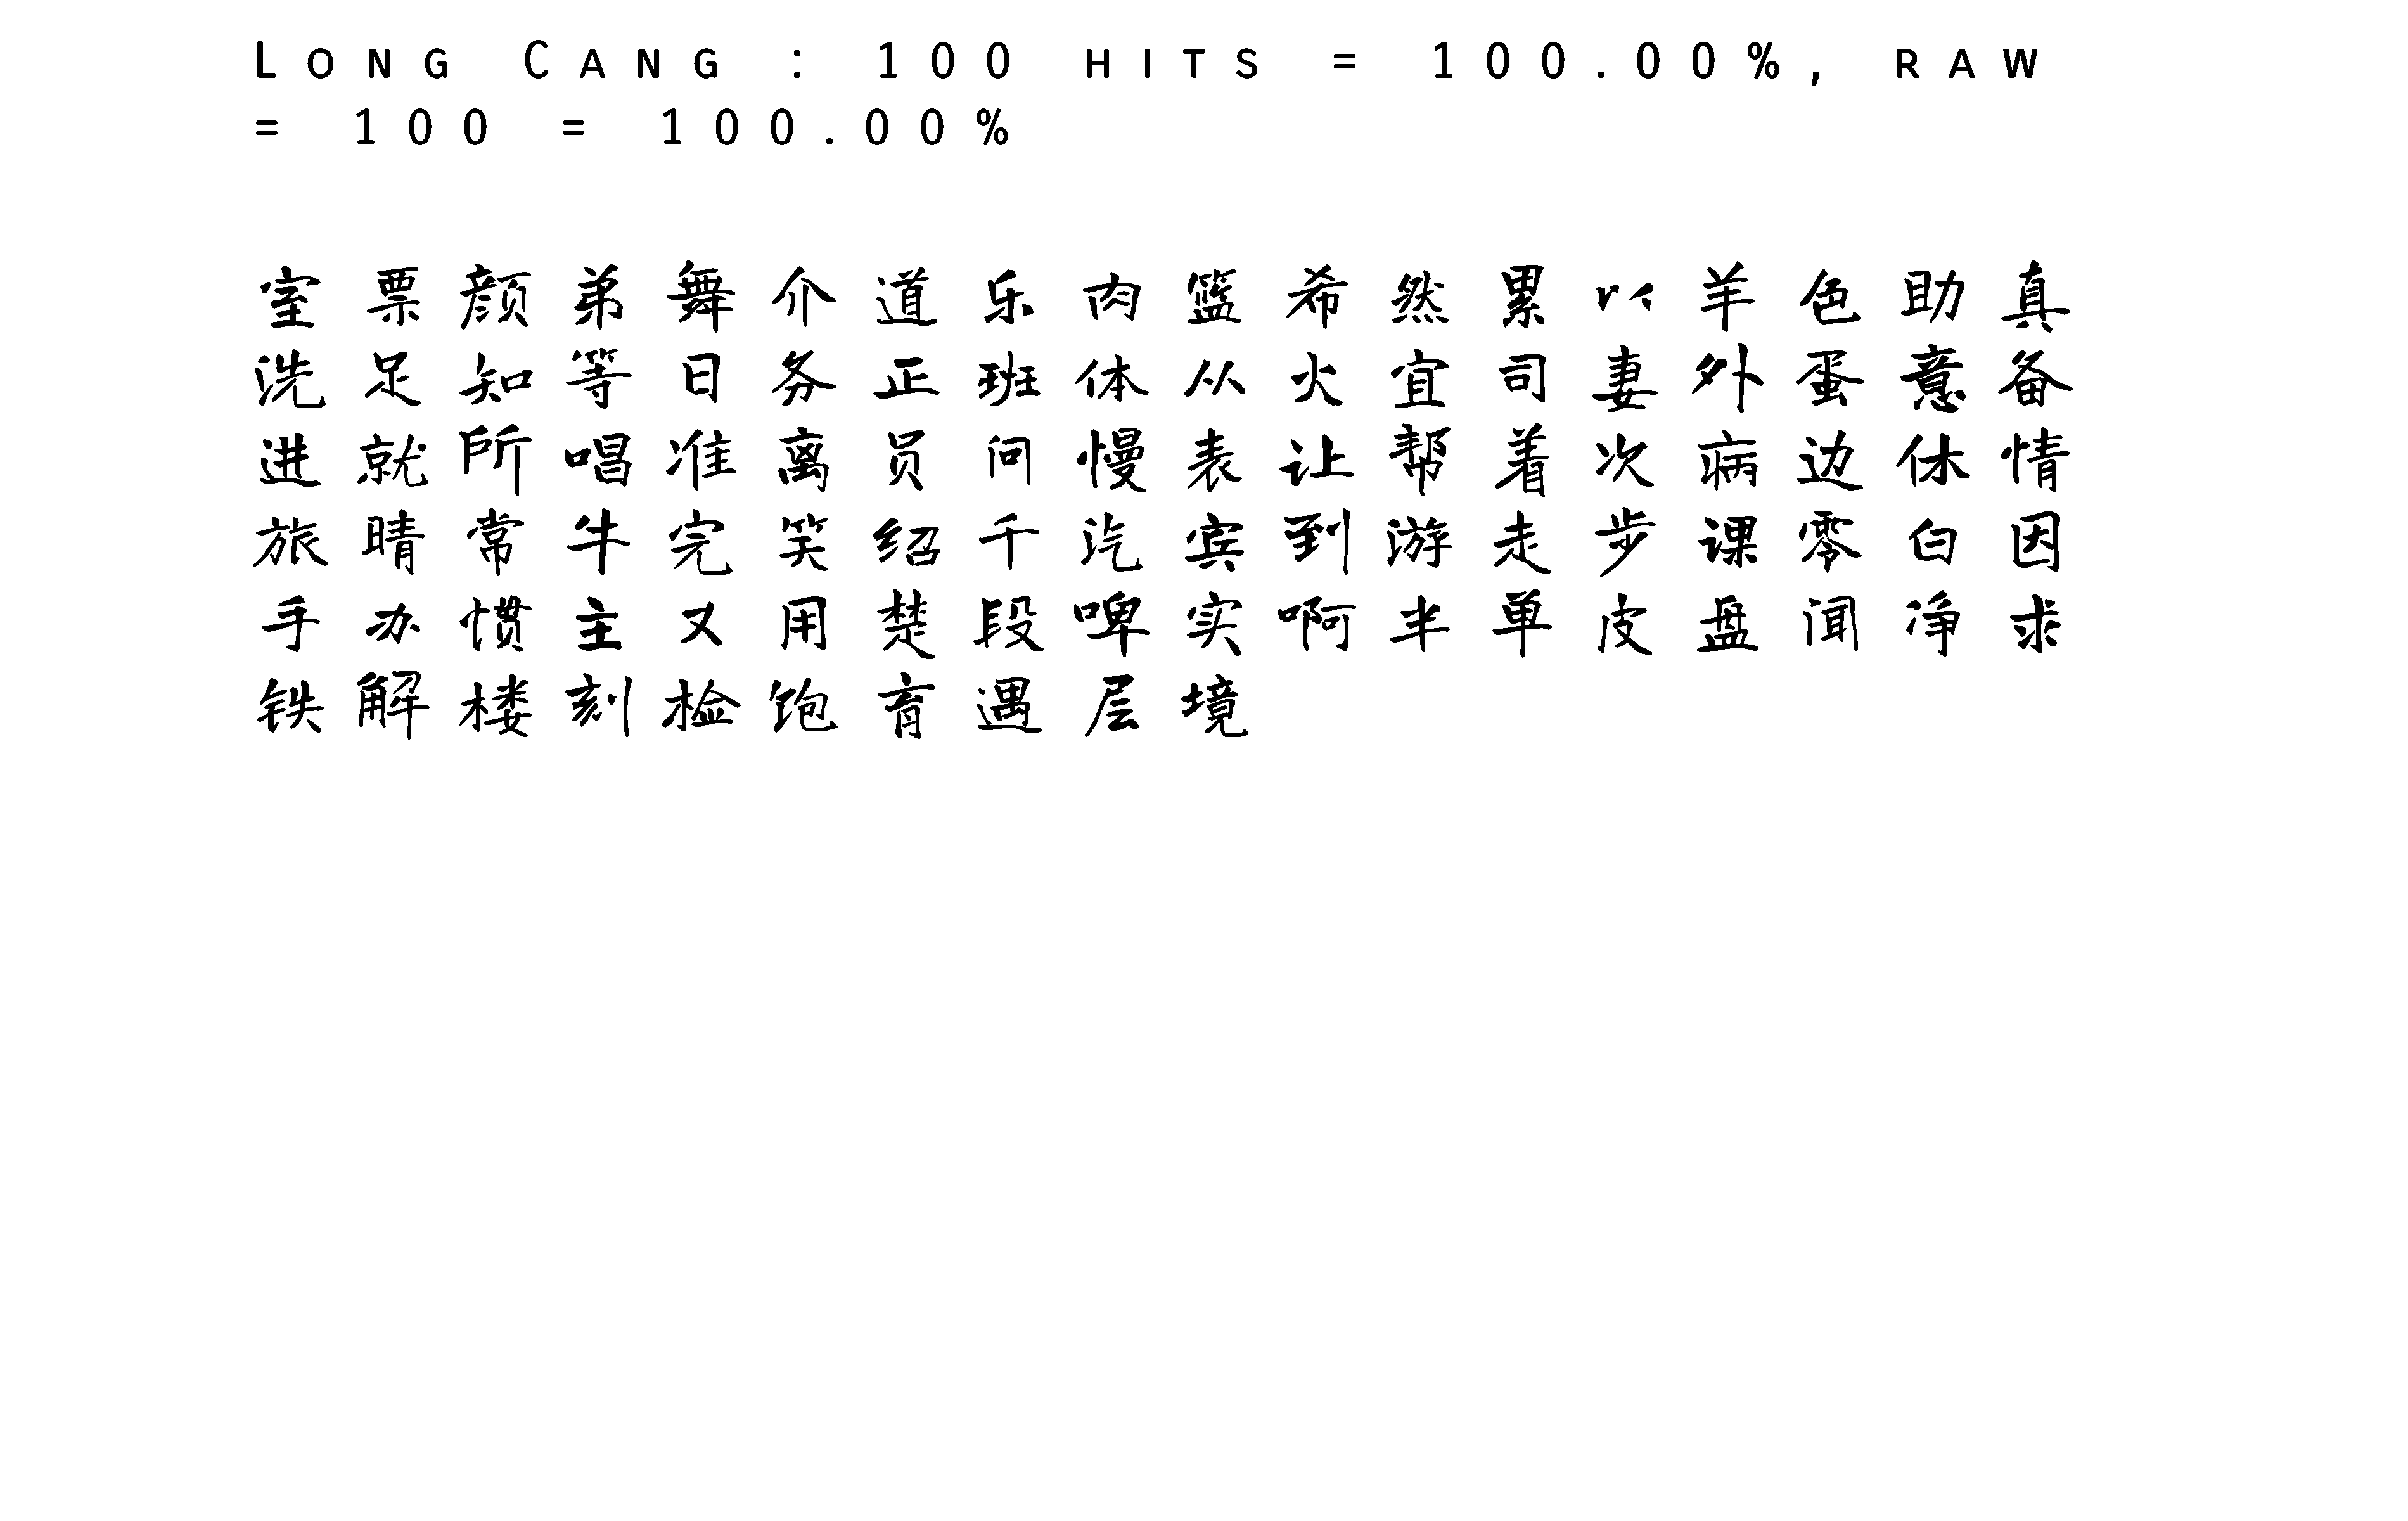 Long Cang : 100 hits = 100.00%, raw
= 100 = 100.00%
室 票 颜 弟 舞 介 道 乐 肉 篮 希 然 累 以 羊 色 助 真
洗 足 知 等 日 务 正 班 体 从 火 宜 司 妻 外 蛋 意 备
进 就 所 唱 准 离 员 问 慢 表 让 帮 着 次 病 边 休 情
旅 晴 常 牛 完 笑 绍 千 汽 宾 到 游 走 步 课 零 白 因
手 办 惯 主 又 用 楚 段 啤 实 啊 半 单 皮 盘 闻 净 求
铁 解 楼 刻 检 饱 育 遇 层 境